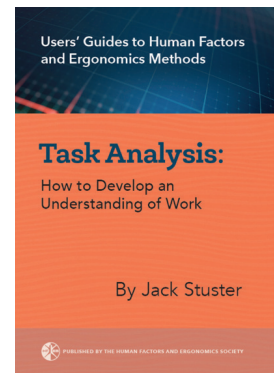 Users’ Guides to Human Factors
and Ergonomics Methods
Task Analysis:
How to Develop an
Understanding of Work
By Jack Stuster
PUBLISHED BY THE HUMAN FACTORS AND ERGONOMICS SOCIETY